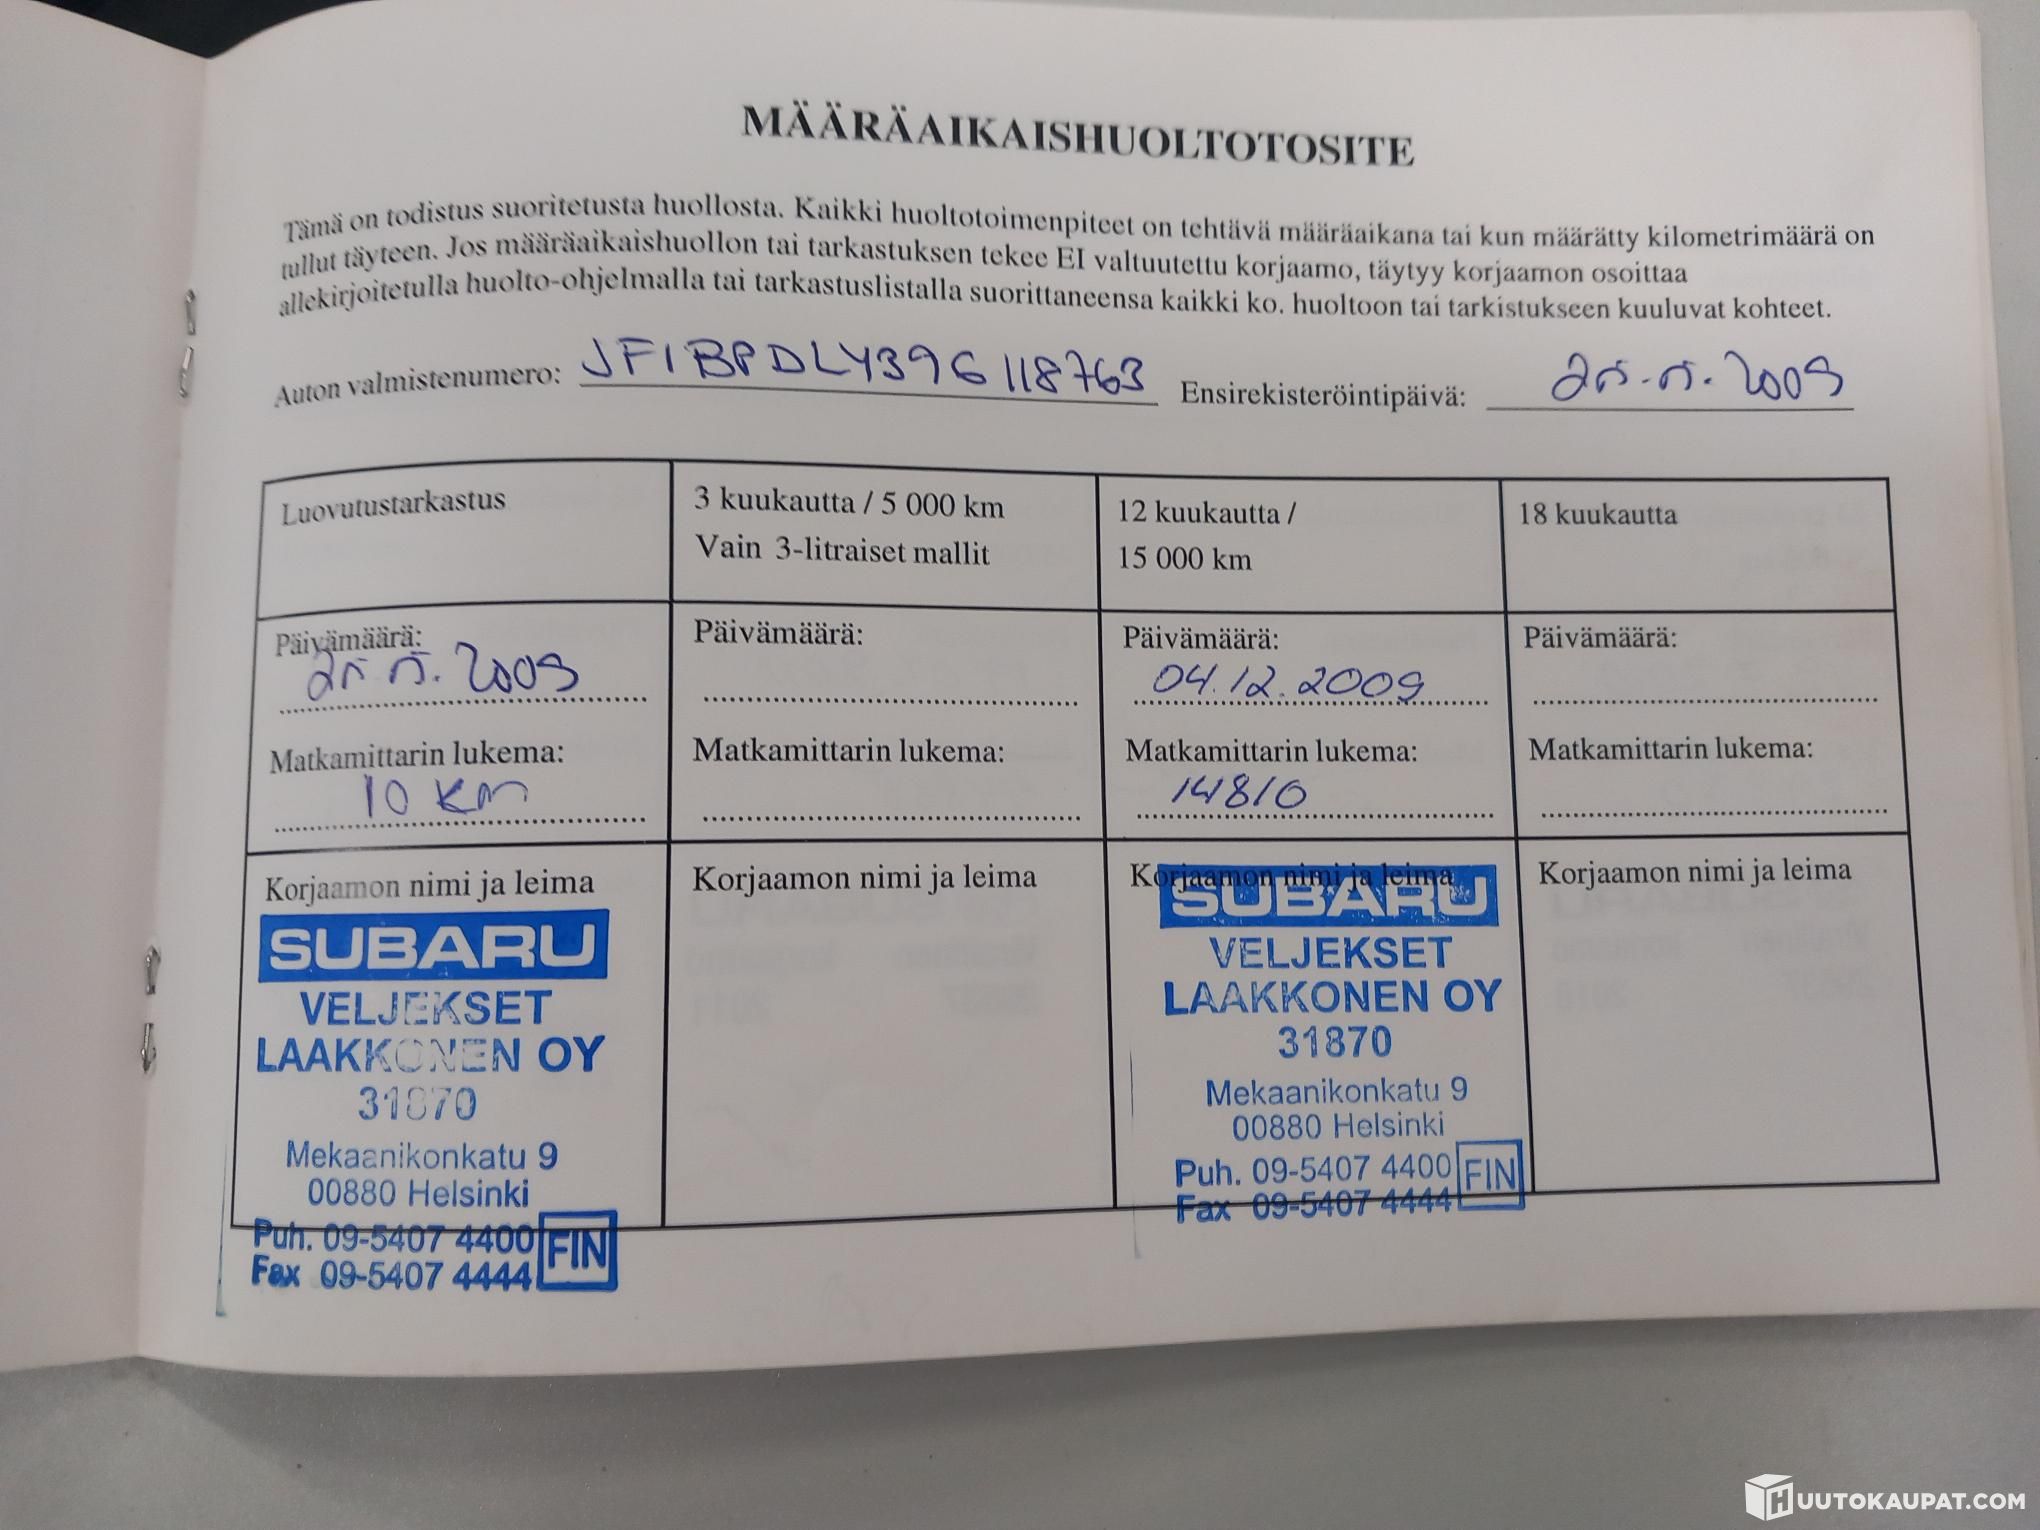 MÄÄRÄAIKAISHUOLTOTOSITE
Tämä on todistus suoritetusta huollosta. Kaikki huoltotoimenpiteet on tehtävä määräaikana tai kun määrätty kilometrimäärä on
tullut täyteen. Jos määräaikaishuollon tai tarkastuksen tekee EI valtuutettu korjaamo, täytyy korjaamon osoittaa
allekirjoitetulla huolto-ohjelmalla tai tarkastuslistalla suorittaneensa kaikki ko. huoltoon tai tarkistukseen kuuluvat kohteet.
Auton valmistenumero: JF1BPDLY396118763 Ensirekisteröintipäivä: 25.5.2009
Luovutustarkastus
Päivämäärä:
25.5.2009
Matkamittarin lukema:
10 km
Korjaamon nimi ja leima
SUBARU
VELJEKSET
LAAKKONEN OY
31870
Mekaanikonkatu 9
00880 Helsinki
Puh. 09-5407 4400
Fax 09-5407 4444
FIN
3 kuukautta / 5 000 km
Vain 3-litraiset mallit
Päivämäärä:
Matkamittarin lukema:
Korjaamon nimi ja leima
12 kuukautta /
15 000 km
Päivämäärä:
04.12.2009
Matkamittarin lukema:
14810
Korjaamon nimi ja leima
SUBARU
VELJEKSET
LAAKKONEN OY
31870
Mekaanikonkatu 9
00880 Helsinki
Puh. 09-5407 4400
Fax 09-5407 4444
FIN
18 kuukautta
Päivämäärä:
Matkamittarin lukema:
Korjaamon nimi ja leima
HUUTOKAUPAT.COM